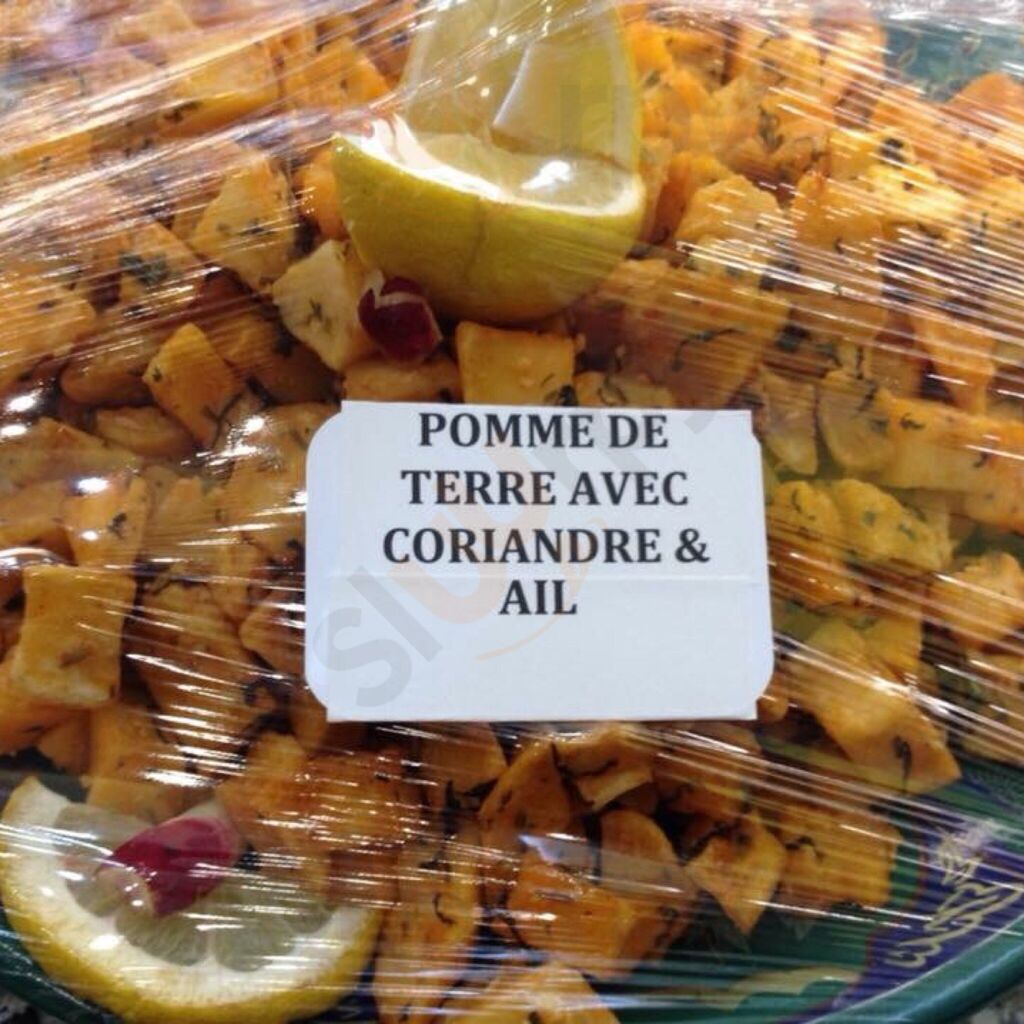 POMME DE
TERRE AVEC
CORIANDRE &
AIL